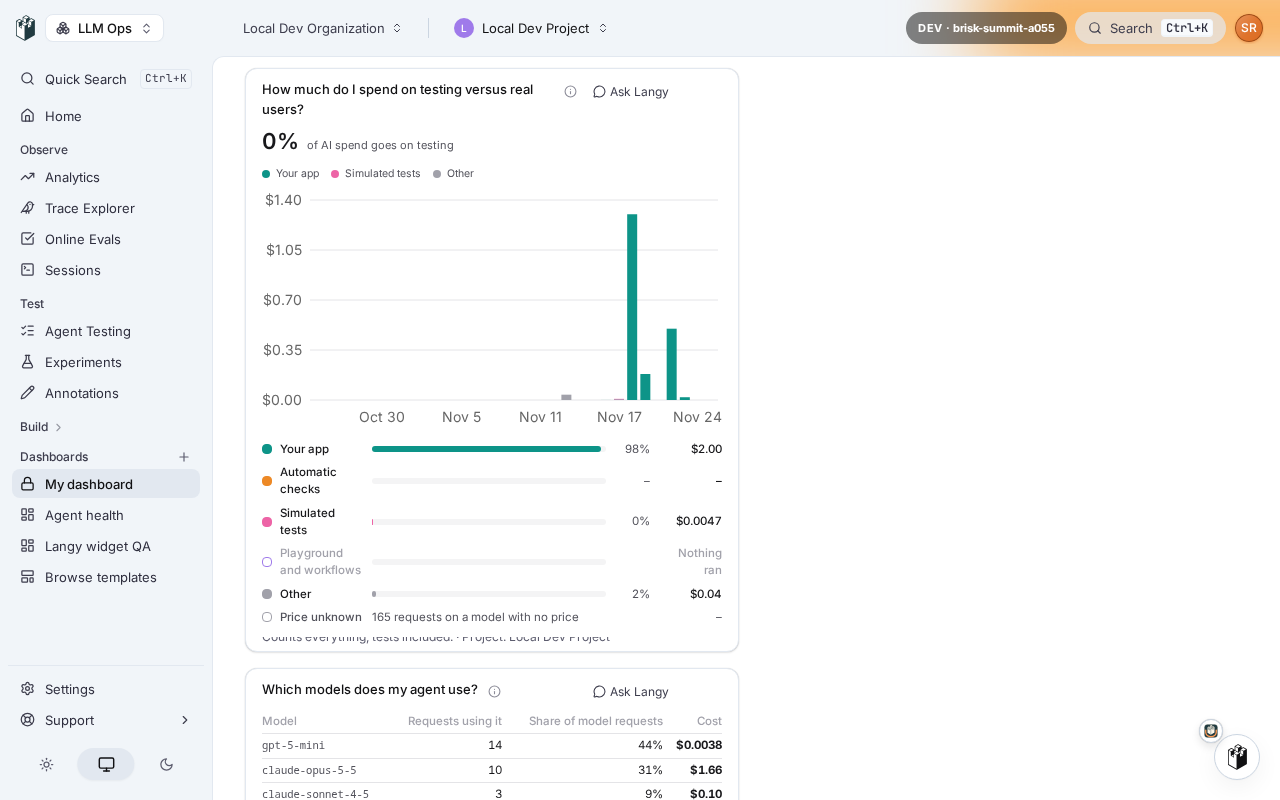 LLM Ops
Local Dev Organization
L
Local Dev Project
DEV · brisk-summit-a055
Search Ctrl+K
SR
Quick Search Ctrl+K
Home
Observe
Analytics
Trace Explorer
Online Evals
Sessions
Test
Agent Testing
Experiments
Annotations
Build
Dashboards
My dashboard
Agent health
Langy widget QA
Browse templates
Settings
Support
How much do I spend on testing versus real
users?
Ask Langy
0% of AI spend goes on testing
Your app Simulated tests Other
$1.40
$1.05
$0.70
$0.35
$0.00
Oct 30 Nov 5 Nov 11 Nov 17 Nov 24
Your app 98% $2.00
Automatic
checks – –
Simulated
tests 0% $0.0047
Playground
and workflows
Nothing
ran
Other 2% $0.04
Price unknown 165 requests on a model with no price –
Counts everything, tests included. · Project: Local Dev Project
Which models does my agent use?
Ask Langy
Model Requests using it Share of model requests Cost
gpt-5-mini 14 44% $0.0038
claude-opus-5-5 10 31% $1.66
claude-sonnet-4-5 3 9% $0.10